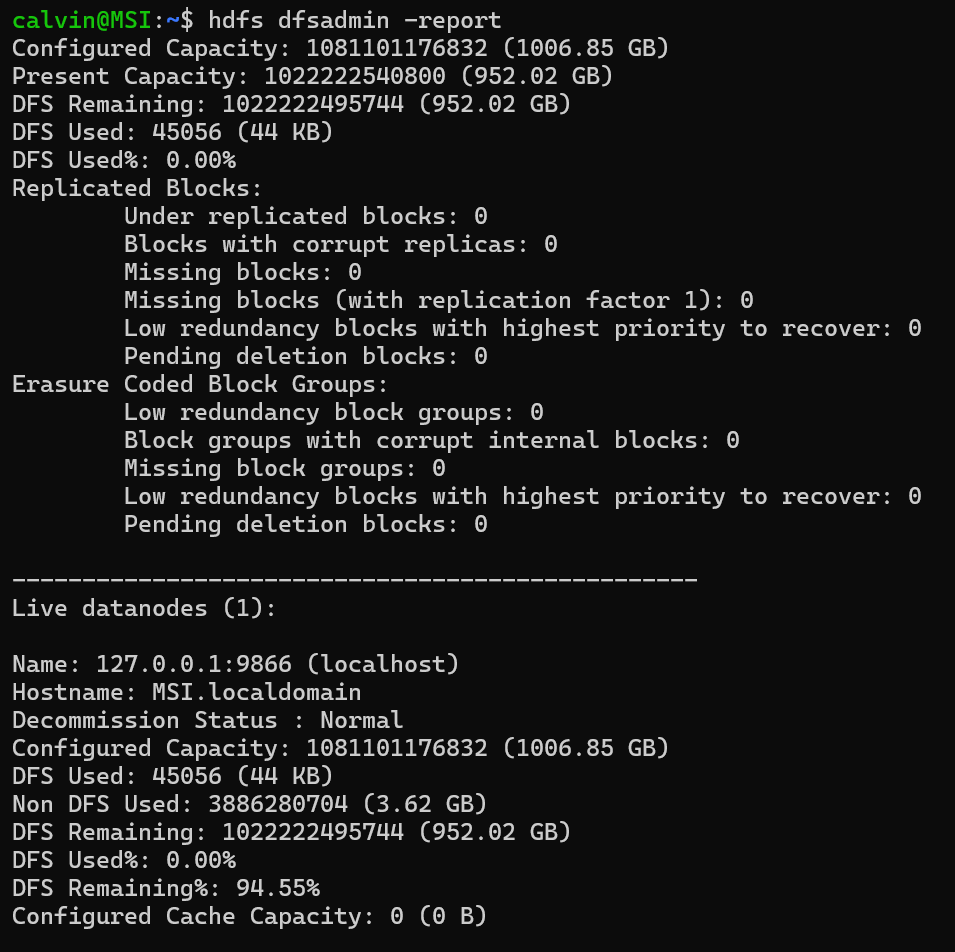 calvin@MSI:~$ hdfs dfsadmin -report
Configured Capacity: 1081101176832 (1006.85 GB)
Present Capacity: 1022222540800 (952.02 GB)
DFS Remaining: 1022222495744 (952.02 GB)
DFS Used: 45056 (44 KB)
DFS Used%: 0.00%
Replicated Blocks:
        Under replicated blocks: 0
        Blocks with corrupt replicas: 0
        Missing blocks: 0
        Missing blocks (with replication factor 1): 0
        Low redundancy blocks with highest priority to recover: 0
        Pending deletion blocks: 0
Erasure Coded Block Groups:
        Low redundancy block groups: 0
        Block groups with corrupt internal blocks: 0
        Missing block groups: 0
        Low redundancy blocks with highest priority to recover: 0
        Pending deletion blocks: 0

-------------------------------------------------
Live datanodes (1):

Name: 127.0.0.1:9866 (localhost)
Hostname: MSI.localdomain
Decommission Status : Normal
Configured Capacity: 1081101176832 (1006.85 GB)
DFS Used: 45056 (44 KB)
Non DFS Used: 3886280704 (3.62 GB)
DFS Remaining: 1022222495744 (952.02 GB)
DFS Used%: 0.00%
DFS Remaining%: 94.55%
Configured Cache Capacity: 0 (0 B)